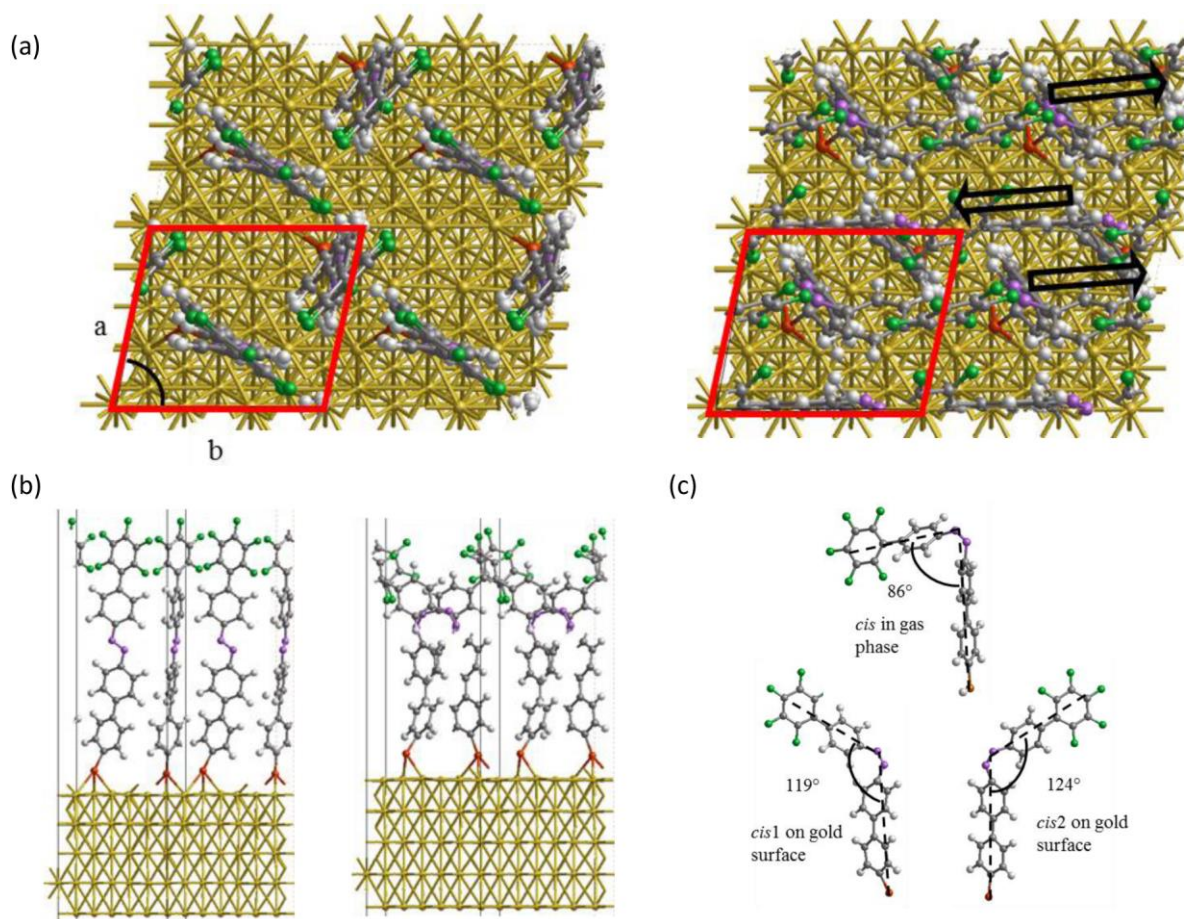 (a)
a
b
(b)
(c)
86°
cis in gas
phase
119°
cis1 on gold
surface
124°
cis2 on gold
surface